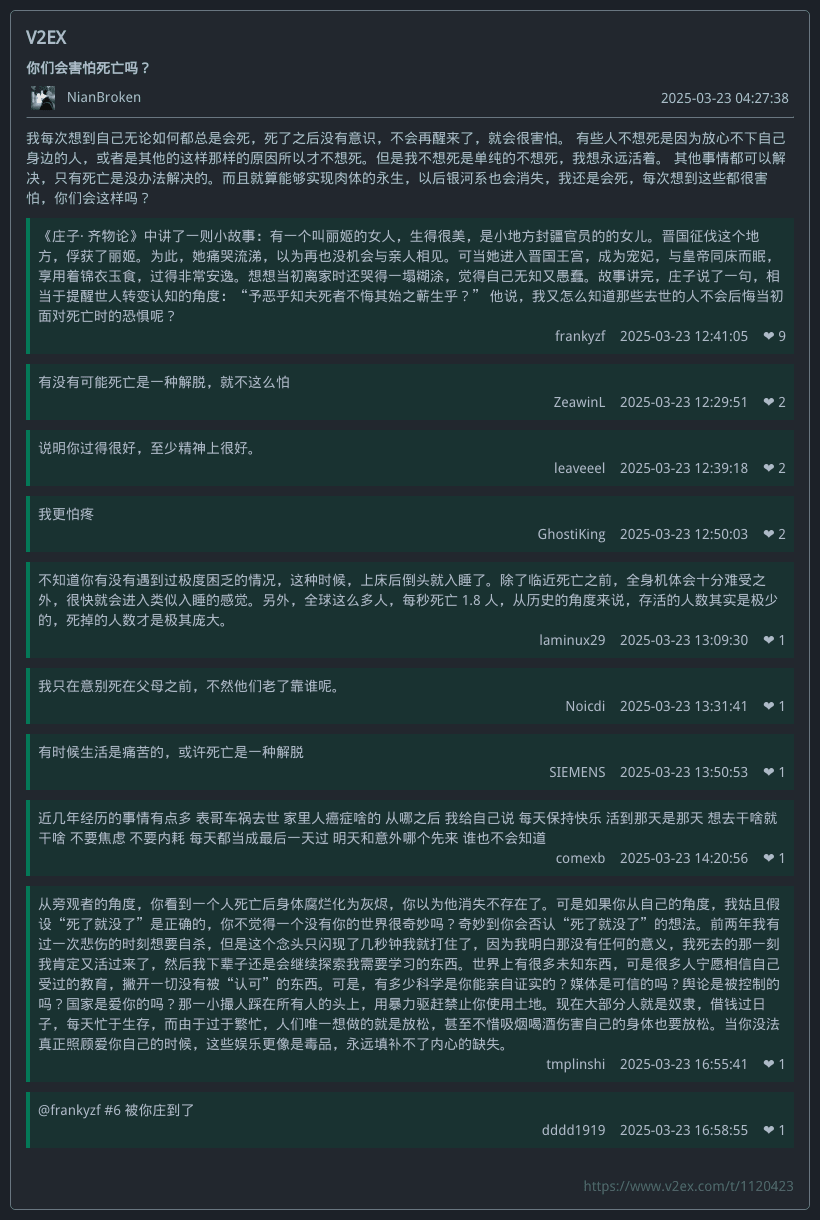 V2EX
你们会害怕死亡吗？
NianBroken 2025-03-23 04:27:38
我每次想到自己无论如何都总是会死，死了之后没有意识，不会再醒来了，就会很害怕。 有些人不想死是因为放心不下自己
身边的人，或者是其他的这样那样的原因所以才不想死。但是我不想死是单纯的不想死，我想永远活着。 其他事情都可以解
决，只有死亡是没办法解决的。而且就算能够实现肉体的永生，以后银河系也会消失，我还是会死，每次想到这些都很害
怕，你们会这样吗？
《庄子· 齐物论》中讲了一则小故事：有一个叫丽姬的女人，生得很美，是小地方封疆官员的的女儿。晋国征伐这个地
方，俘获了丽姬。为此，她痛哭流涕，以为再也没机会与亲人相见。可当她进入晋国王宫，成为宠妃，与皇帝同床而眠，
享用着锦衣玉食，过得非常安逸。想想当初离家时还哭得一塌糊涂，觉得自己无知又愚蠢。故事讲完，庄子说了一句，相
当于提醒世人转变认知的角度：“予恶乎知夫死者不悔其始之蕲生乎？” 他说，我又怎么知道那些去世的人不会后悔当初
面对死亡时的恐惧呢？
frankyzf 2025-03-23 12:41:05 ❤ 9
有没有可能死亡是一种解脱，就不这么怕
ZeawinL 2025-03-23 12:29:51 ❤ 2
说明你过得很好，至少精神上很好。
leaveeel 2025-03-23 12:39:18 ❤ 2
我更怕疼
GhostiKing 2025-03-23 12:50:03 ❤ 2
不知道你有没有遇到过极度困乏的情况，这种时候，上床后倒头就入睡了。除了临近死亡之前，全身机体会十分难受之
外，很快就会进入类似入睡的感觉。另外，全球这么多人，每秒死亡 1.8 人，从历史的角度来说，存活的人数其实是极少
的，死掉的人数才是极其庞大。
laminux29 2025-03-23 13:09:30 ❤ 1
我只在意别死在父母之前，不然他们老了靠谁呢。
Noicdi 2025-03-23 13:31:41 ❤ 1
有时候生活是痛苦的，或许死亡是一种解脱
SIEMENS 2025-03-23 13:50:53 ❤ 1
近几年经历的事情有点多 表哥车祸去世 家里人癌症啥的 从哪之后 我给自己说 每天保持快乐 活到那天是那天 想去干啥就
干啥 不要焦虑 不要内耗 每天都当成最后一天过 明天和意外哪个先来 谁也不会知道
comexb 2025-03-23 14:20:56 ❤ 1
从旁观者的角度，你看到一个人死亡后身体腐烂化为灰烬，你以为他消失不存在了。可是如果你从自己的角度，我姑且假
设“死了就没了”是正确的，你不觉得一个没有你的世界很奇妙吗？奇妙到你会否认“死了就没了”的想法。前两年我有
过一次悲伤的时刻想要自杀，但是这个念头只闪现了几秒钟我就打住了，因为我明白那没有任何的意义，我死去的那一刻
我肯定又活过来了，然后我下辈子还是会继续探索我需要学习的东西。世界上有很多未知东西，可是很多人宁愿相信自己
受过的教育，撇开一切没有被“认可”的东西。可是，有多少科学是你能亲自证实的？媒体是可信的吗？舆论是被控制的
吗？国家是爱你的吗？那一小撮人踩在所有人的头上，用暴力驱赶禁止你使用土地。现在大部分人就是奴隶，借钱过日
子，每天忙于生存，而由于过于繁忙，人们唯一想做的就是放松，甚至不惜吸烟喝酒伤害自己的身体也要放松。当你没法
真正照顾爱你自己的时候，这些娱乐更像是毒品，永远填补不了内心的缺失。
tmplinshi 2025-03-23 16:55:41 ❤ 1
@frankyzf #6 被你庄到了
dddd1919 2025-03-23 16:58:55 ❤ 1
https://www.v2ex.com/t/1120423